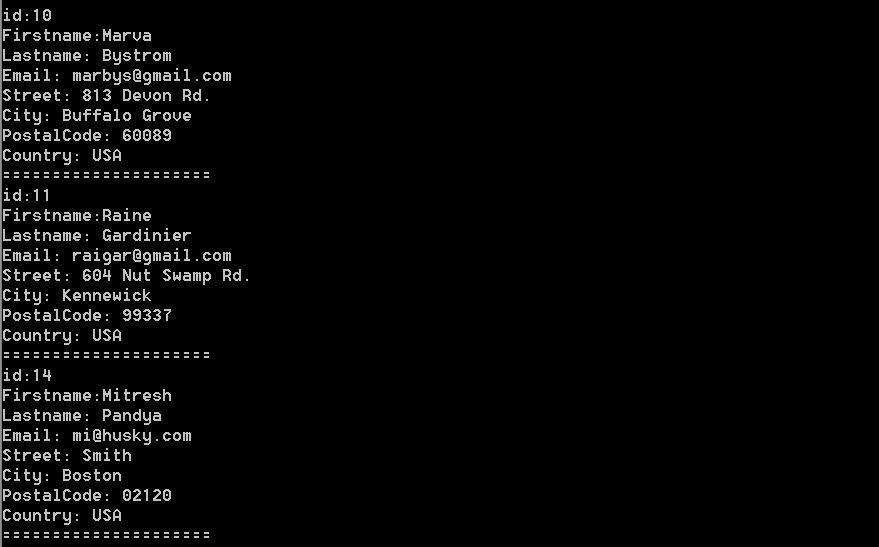 id:10
Firstname:Marva
Lastname: Bystrom
Email: marbys@gmail.com
Street: 813 Devon Rd.
City: Buffalo Grove
PostalCode: 60089
Country: USA
=====================
id:11
Firstname:Raine
Lastname: Gardinier
Email: raigar@gmail.com
Street: 604 Nut Swamp Rd.
City: Kennewick
PostalCode: 99337
Country: USA
=====================
id:14
Firstname:Mitresh
Lastname: Pandya
Email: mi@husky.com
Street: Smith
City: Boston
PostalCode: 02120
Country: USA
=====================